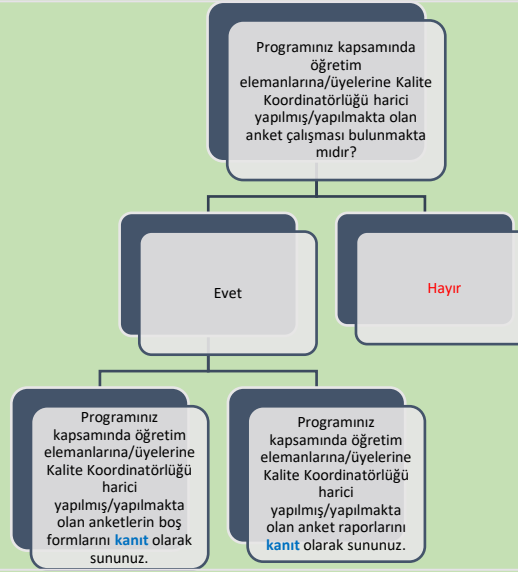 Programınız kapsamında
öğretim
elemanlarına/üyelerine Kalite
Koordinatörlüğü harici
yapılmış/yapılmakta olan
anket çalışması bulunmakta
mıdır?
Evet
Hayır
Programınız
kapsamında öğretim
elemanlarına/üyelerine
Kalite Koordinatörlüğü
harici
yapılmış/yapılmakta
olan anketlerin boş
formlarını kanıt olarak
sununuz.
Programınız
kapsamında öğretim
elemanlarına/üyelerine
Kalite Koordinatörlüğü
harici
yapılmış/yapılmakta
olan anket raporlarını
kanıt olarak sununuz.